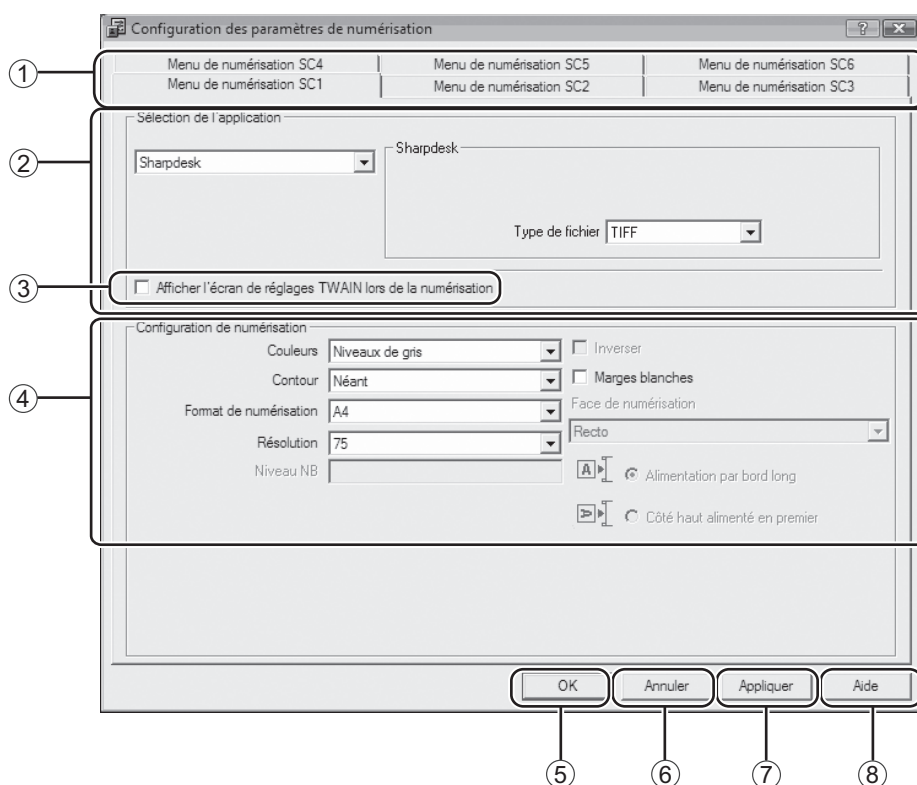 Configuration des paramètres de numérisation
①
Menu de numérisation SC4
Menu de numérisation SC5
Menu de numérisation SC6
Menu de numérisation SC1
Menu de numérisation SC2
Menu de numérisation SC3
②
Sélection de l'application
Sharpdesk
Sharpdesk
Type de fichier TIFF
③
Afficher l'écran de réglages TWAIN lors de la numérisation
④
Configuration de numérisation
Couleurs Niveaux de gris
Inverser
Contour Néant
Marges blanches
Format de numérisation A4
Face de numérisation
Résolution 75
Recto
Niveau NB
A Alimentation par bord long
A Côté haut alimenté en premier
OK
Annuler
Appliquer
Aide
⑤
⑥
⑦
⑧